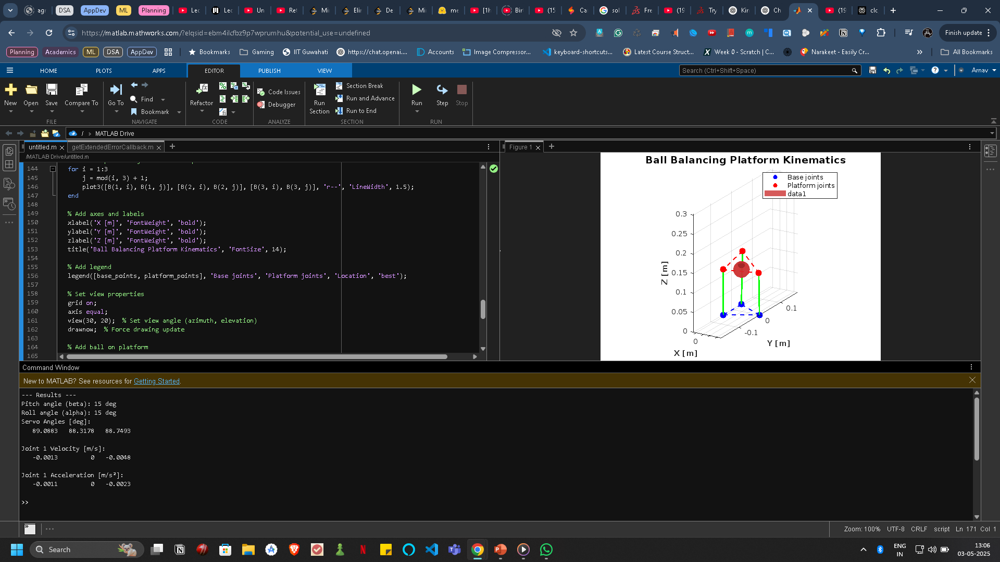 agr
DSA
AppDev
ML
Planning
Lec
Lec
Un
Ret
Mi
Elir
De
Mi
me
[1h
Birt
(15
Ca
sol
Fre
(19
Try
Kin
Ch
(19
clc
https://matlab.mathworks.com/?elqsid=ebm4ilcfbz9p7wprumhu&potential_use=undefined
Finish update
Planning
Academics
ML
DSA
AppDev
Bookmarks
Gaming
IIT Guwahati
https://chat.openai....
Accounts
Image Compressor...
keyboard-shortcuts...
Latest Course Struct...
Week 0 - Scratch | C...
Narakeet - Easily Cr...
All Bookmarks
HOME
PLOTS
APPS
EDITOR
PUBLISH
VIEW
Search (Ctrl+Shift+Space)
Arnav
New
Open
Save
Compare To
Go To
Find
Bookmark
Refactor
Code Issues
Debugger
Run Section
Section Break
Run and Advance
Run to End
Run
Step
Stop
FILE
NAVIGATE
CODE
ANALYZE
SECTION
RUN
/ › MATLAB Drive
untitled.m
getExtendedErrorCallback.m
/MATLAB Drive/untitled.m
144 for i = 1:3
145 j = mod(i, 3) + 1;
146 plot3([B(1, i), B(1, j)], [B(2, i), B(2, j)], [B(3, i), B(3, j)], 'r--', 'LineWidth', 1.5);
147 end
148
149 % Add axes and labels
150 xlabel('X [m]', 'FontWeight', 'bold');
151 ylabel('Y [m]', 'FontWeight', 'bold');
152 zlabel('Z [m]', 'FontWeight', 'bold');
153 title('Ball Balancing Platform Kinematics', 'FontSize', 14);
154
155 % Add legend
156 legend([base_points, platform_points], 'Base joints', 'Platform joints', 'Location', 'best');
157
158 % Set view properties
159 grid on;
160 axis equal;
161 view(30, 20);  % Set view angle (azimuth, elevation)
162 drawnow;  % Force drawing update
163
164 % Add ball on platform
165
Figure 1
Ball Balancing Platform Kinematics
Base joints
Platform joints
data1
0.3
0.25
0.2
0.15
0.1
0.05
0
Z [m]
0
X [m]
-0.1
0
0.1
Y [m]
Command Window
New to MATLAB? See resources for Getting Started.
--- Results ---
Pitch angle (beta): 15 deg
Roll angle (alpha): 15 deg
Servo Angles [deg]:
89.0883 88.3178 88.7493
Joint 1 Velocity [m/s]:
-0.0013 0 -0.0048
Joint 1 Acceleration [m/s²]:
-0.0011 0 -0.0023
>>
Zoom: 100%
UTF-8
CRLF
script
Ln 171 Col 1
Search
ENG
IN
13:06
03-05-2025